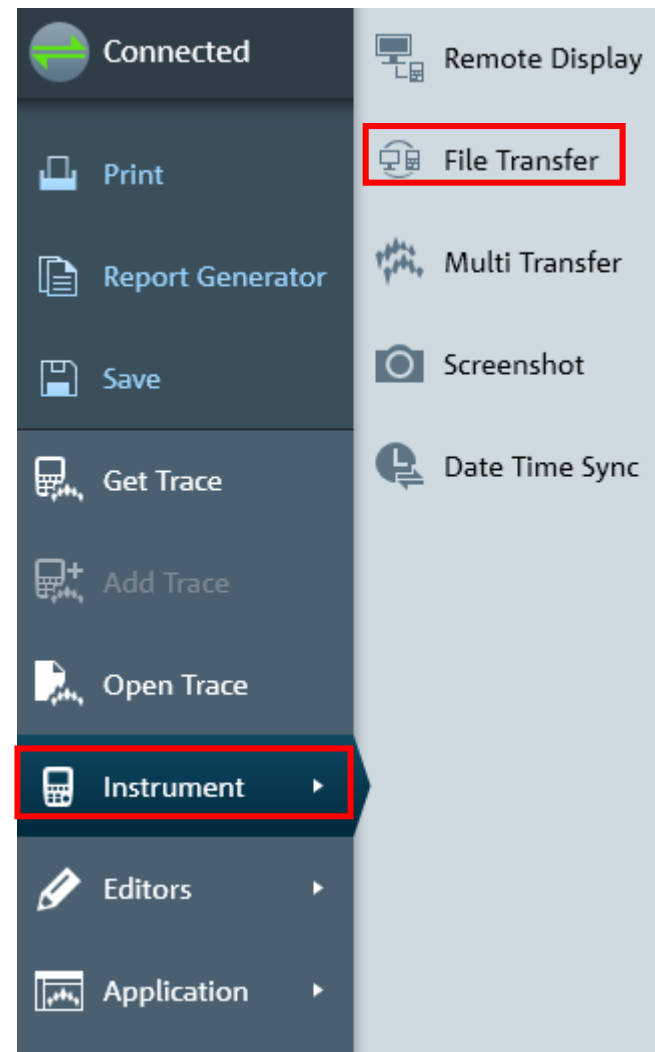 Connected
Print
Report Generator
Save
Get Trace
Add Trace
Open Trace
Instrument
Editors
Application
Remote Display
File Transfer
Multi Transfer
Screenshot
Date Time Sync